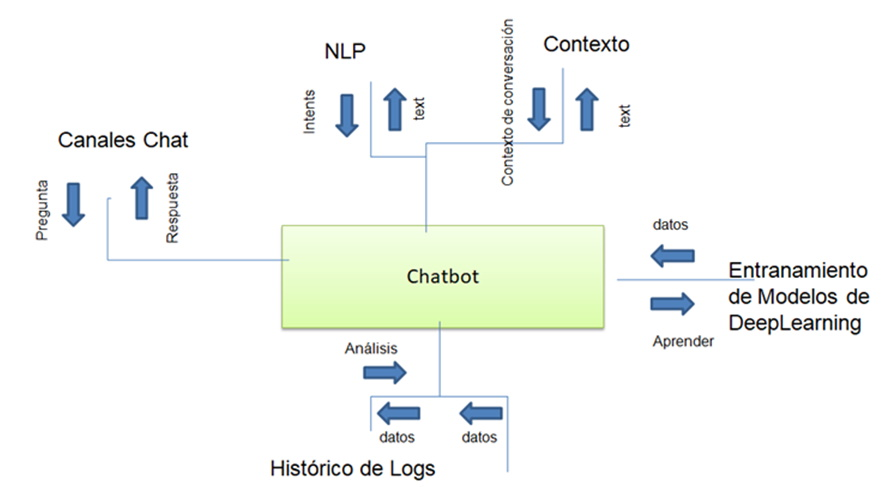 NLP
Contexto
Intents
text
Contexto de conversación
text
Canales Chat
Pregunta
Respuesta
Chatbot
datos
Entranamiento
de Modelos de
DeepLearning
Aprender
Análisis
datos
datos
Histórico de Logs